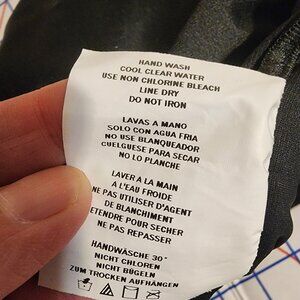 HAND WASH
COOL CLEAR WATER
USE NON CHLORINE BLEACH
LINE DRY
DO NOT IRON
LAVAS A MANO
SOLO CON AGUA FRIA
NO USE BLANQUEADOR
CUELGUESE PARA SECAR
NO LO PLANCHE
LAVER A LA MAIN
A L'EAU FROIDE
NE PAS UTILISER D'AGENT
DE BLANCHIMENT
ETENDRE POUR SECHER
NE PAS REPASSER
HANDWÄSCHE 30°
NICHT CHLOREN
NICHT BÜGELN
ZUM TROCKEN AUFHÄNGEN